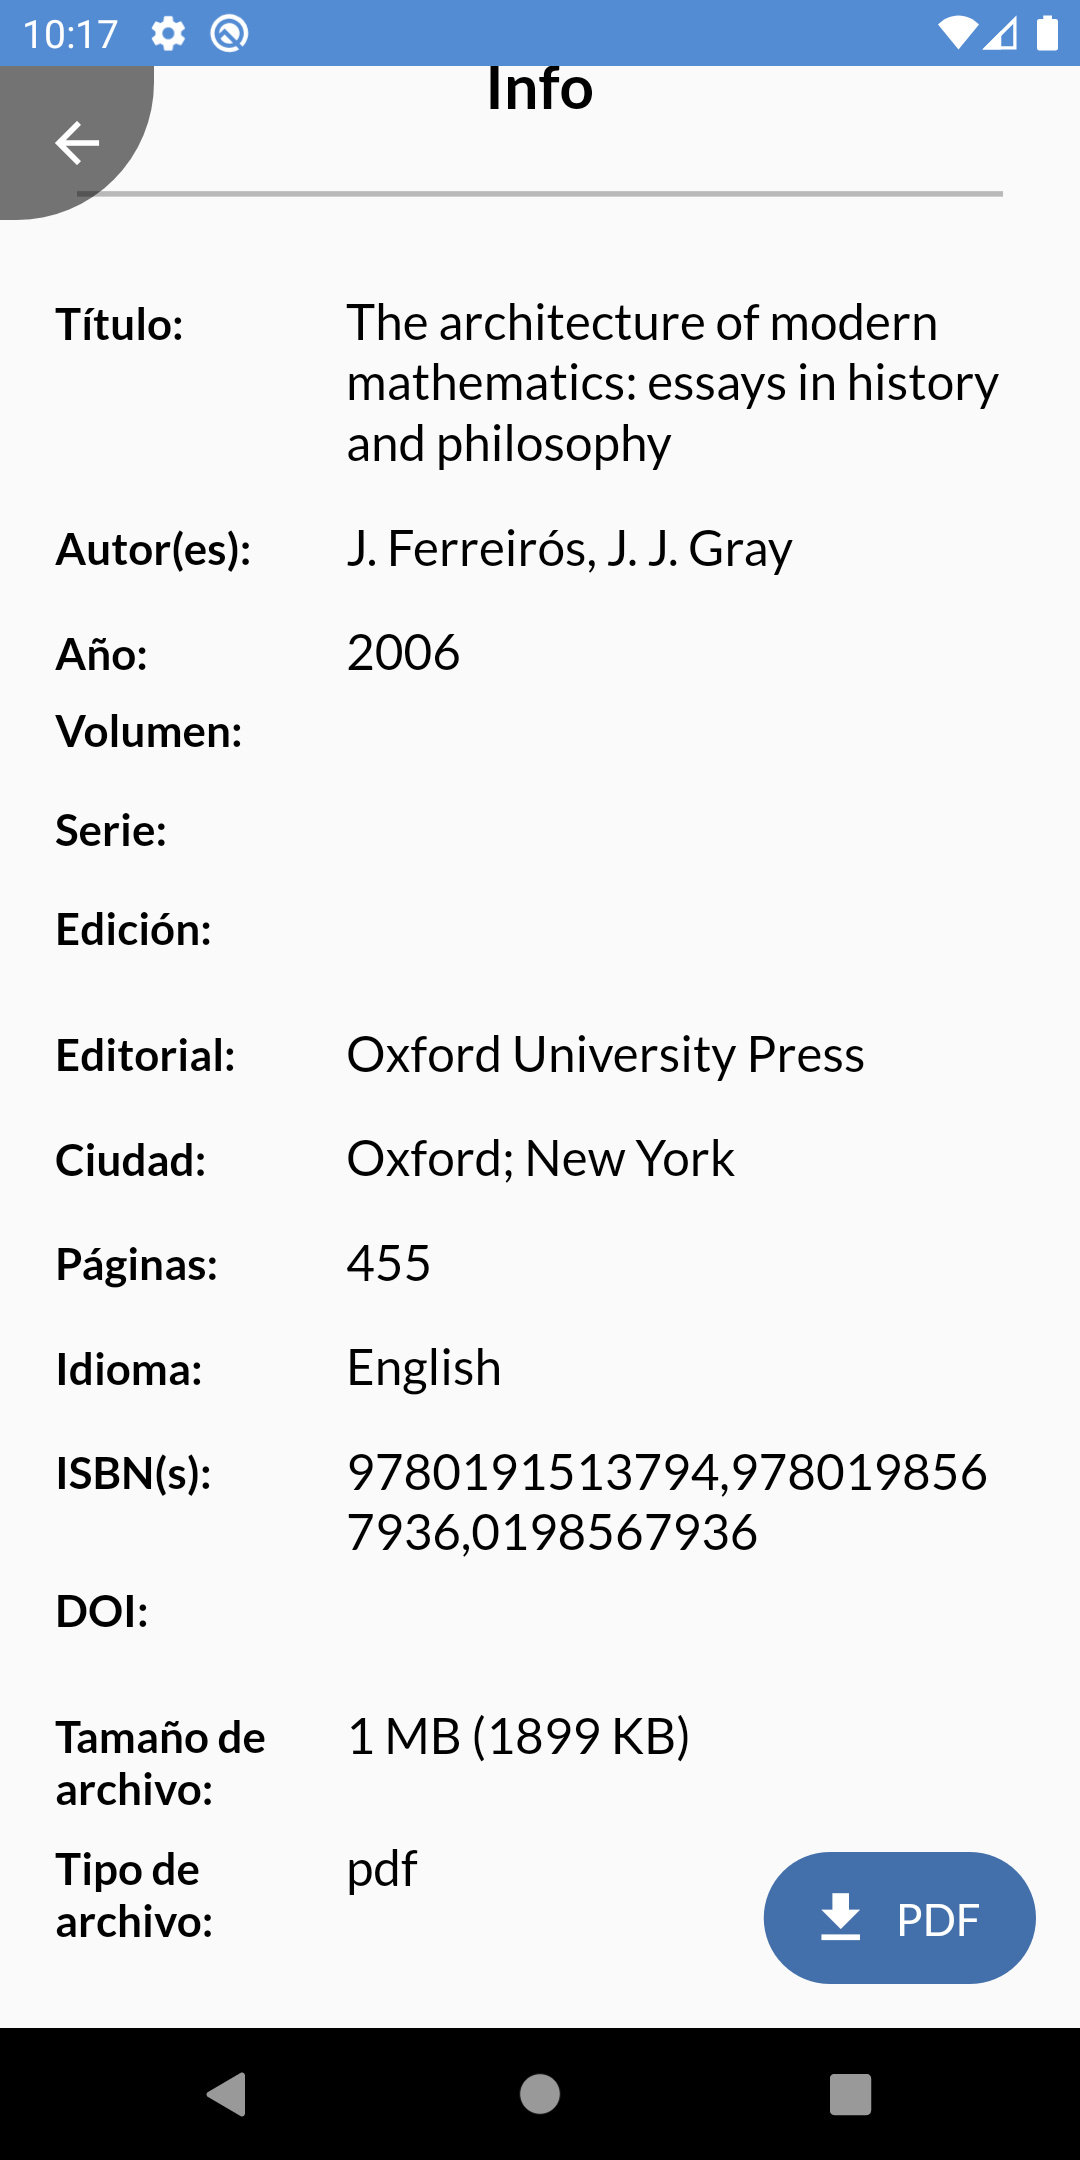 10:17
Info
Título:
The architecture of modern
mathematics: essays in history
and philosophy
Autor(es):
J. Ferreirós, J. J. Gray
Año:
2006
Volumen:
Serie:
Edición:
Editorial:
Oxford University Press
Ciudad:
Oxford; New York
Páginas:
455
Idioma:
English
ISBN(s):
9780191513794,978019856
7936,0198567936
DOI:
Tamaño de
archivo:
1 MB (1899 KB)
Tipo de
archivo:
pdf
PDF